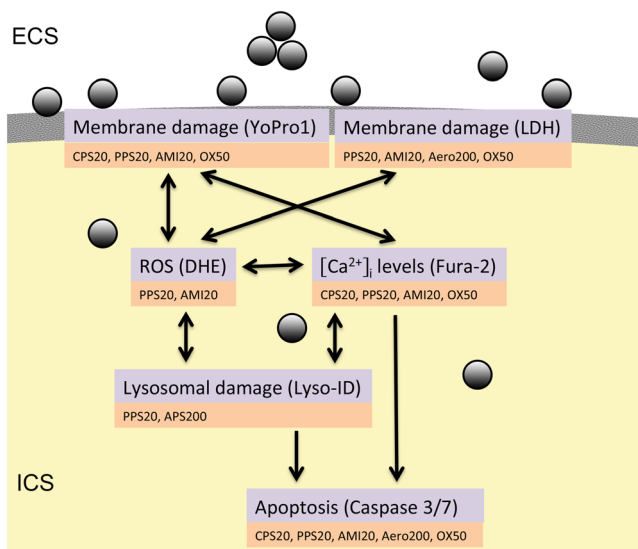 ECS
Membrane damage (YoPro1)
CPS20, PPS20, AMI20, OX50
Membrane damage (LDH)
PPS20, AMI20, Aero200, OX50
ROS (DHE)
PPS20, AMI20
[Ca²⁺]ᵢ levels (Fura-2)
CPS20, PPS20, AMI20, OX50
Lysosomal damage (Lyso-ID)
PPS20, APS200
ICS
Apoptosis (Caspase 3/7)
CPS20, PPS20, AMI20, Aero200, OX50